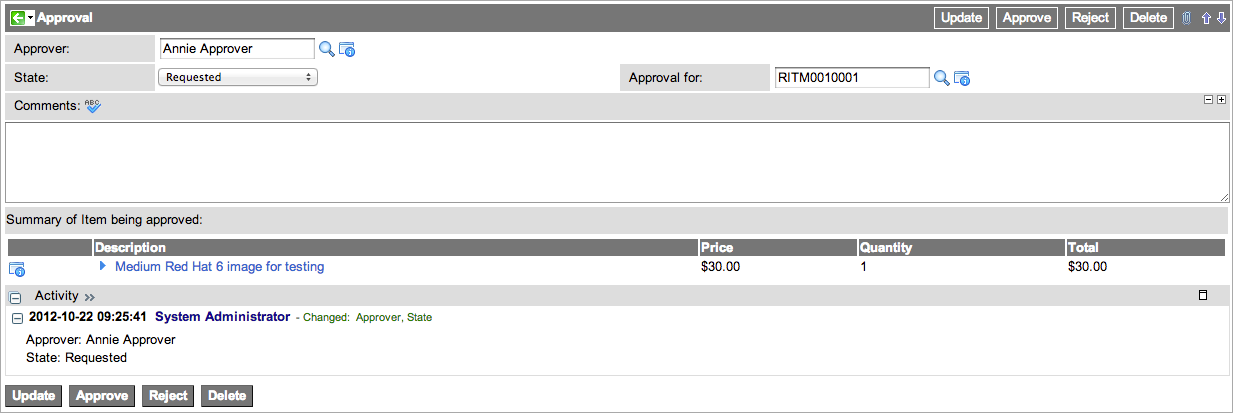 Approval Update Approve Reject Delete
Approver: Annie Approver
State: Requested Approval for: RITM0010001
Comments: ABC
Summary of Item being approved:
Description Price Quantity Total
Medium Red Hat 6 image for testing $30.00 1 $30.00
Activity
2012-10-22 09:25:41 System Administrator - Changed: Approver, State
Approver: Annie Approver
State: Requested
Update Approve Reject Delete